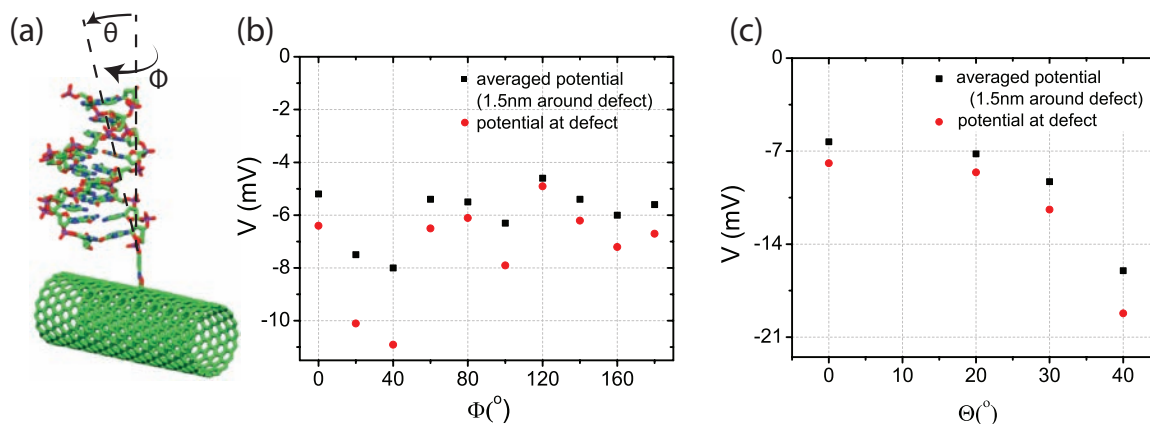 (a)
θ
Φ
(b)
0
-2
-4
-6
-8
-10
V (mV)
averaged potential
(1.5nm around defect)
potential at defect
0 40 80 120 160
Φ(°)
(c)
0
-7
-14
-21
V (mV)
averaged potential
(1.5nm around defect)
potential at defect
0 10 20 30 40
Θ(°)